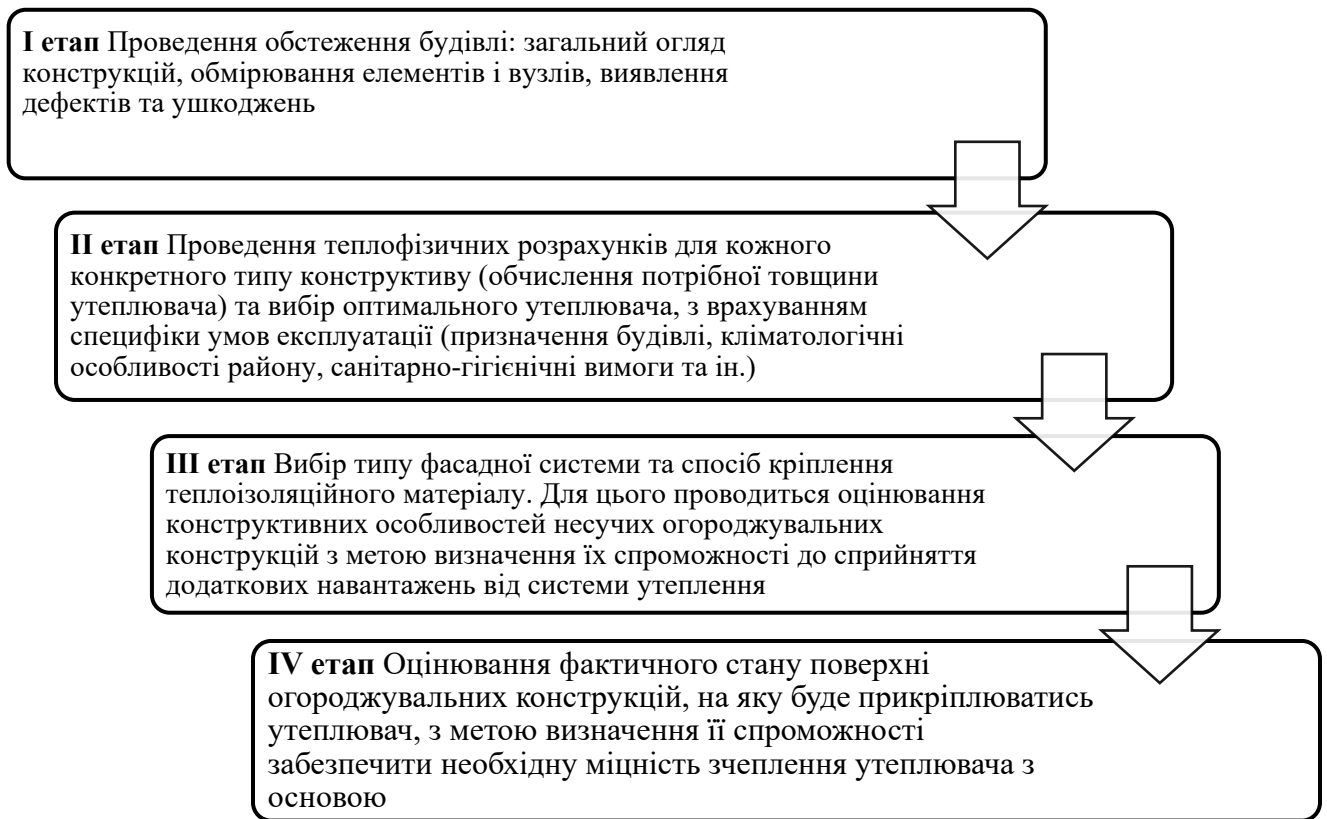 I етап Проведення обстеження будівлі: загальний огляд
конструкцій, обмірювання елементів і вузлів, виявлення
дефектів та ушкоджень
II етап Проведення теплофізичних розрахунків для кожного
конкретного типу конструктиву (обчислення потрібної товщини
утеплювача) та вибір оптимального утеплювача, з врахуванням
специфіки умов експлуатації (призначення будівлі, кліматологічні
особливості району, санітарно-гігієнічні вимоги та ін.)
III етап Вибір типу фасадної системи та спосіб кріплення
теплоізоляційного матеріалу. Для цього проводиться оцінювання
конструктивних особливостей несучих огороджувальних
конструкцій з метою визначення їх спроможності до сприйняття
додаткових навантажень від системи утеплення
IV етап Оцінювання фактичного стану поверхні
огороджувальних конструкцій, на яку буде прикріплюватись
утеплювач, з метою визначення її спроможності
забезпечити необхідну міцність зчеплення утеплювача з
основою